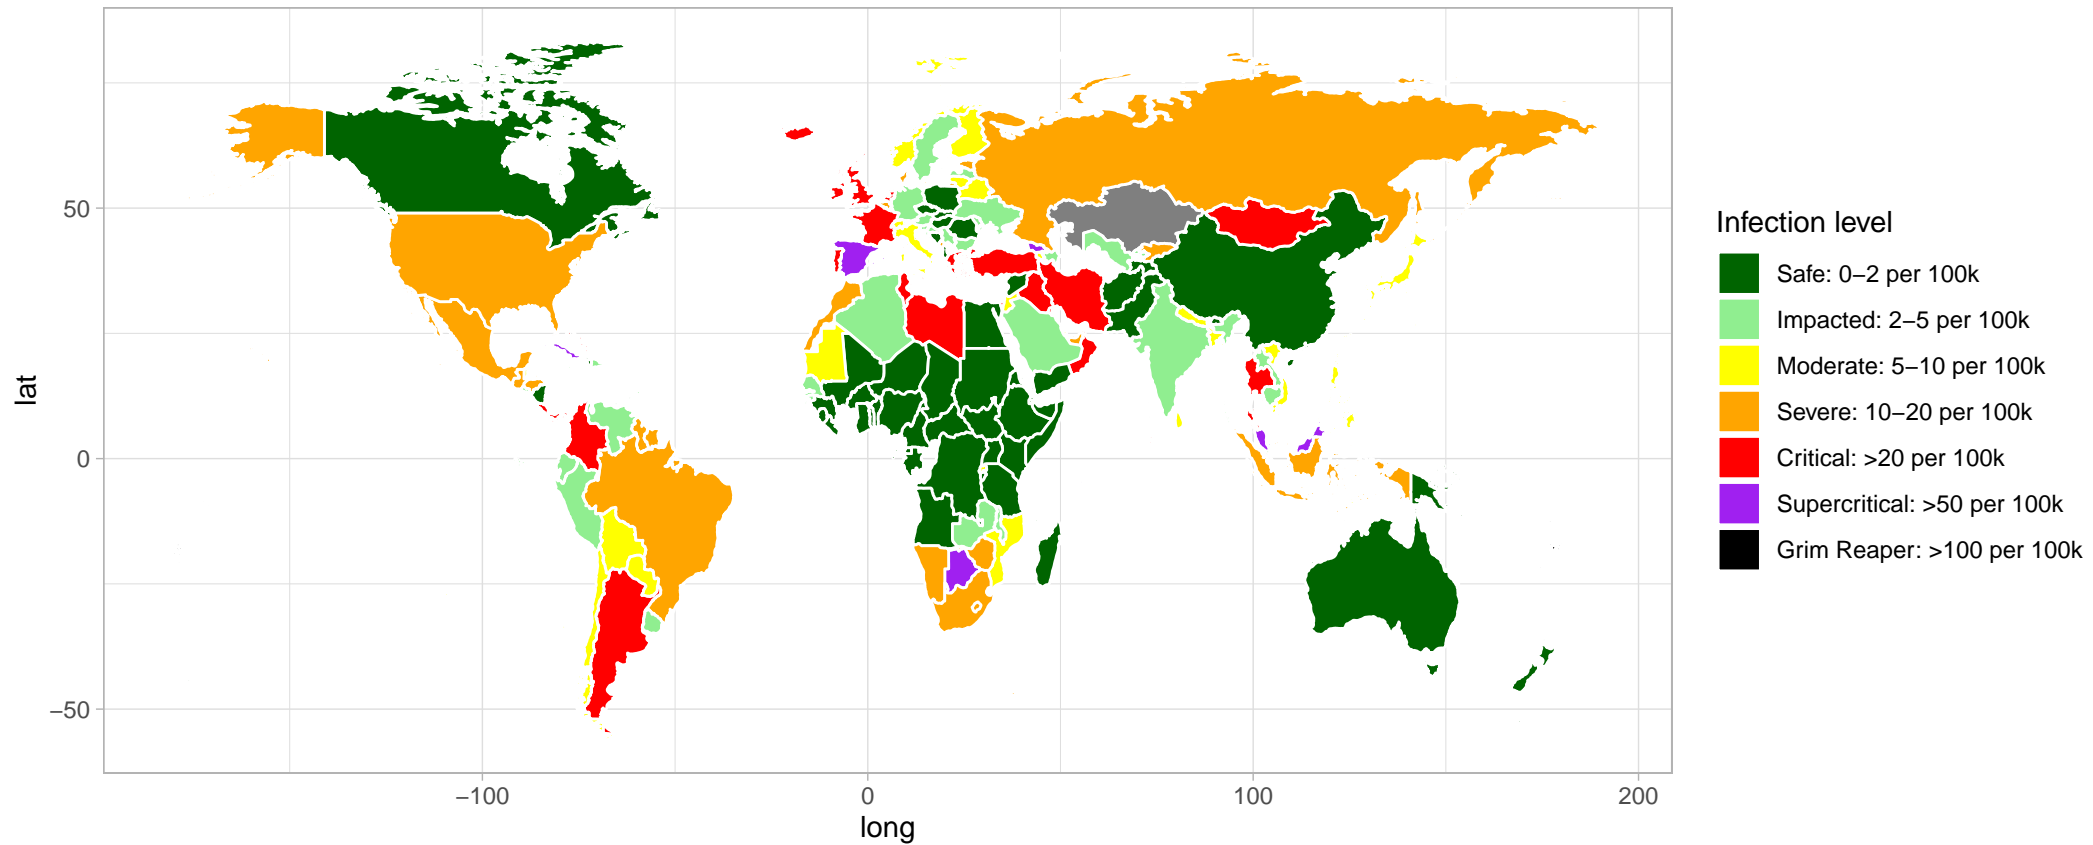 50
0
−50
lat
−100
0
100
200
long
Infection level
Safe: 0−2 per 100k
Impacted: 2−5 per 100k
Moderate: 5−10 per 100k
Severe: 10−20 per 100k
Critical: >20 per 100k
Supercritical: >50 per 100k
Grim Reaper: >100 per 100k